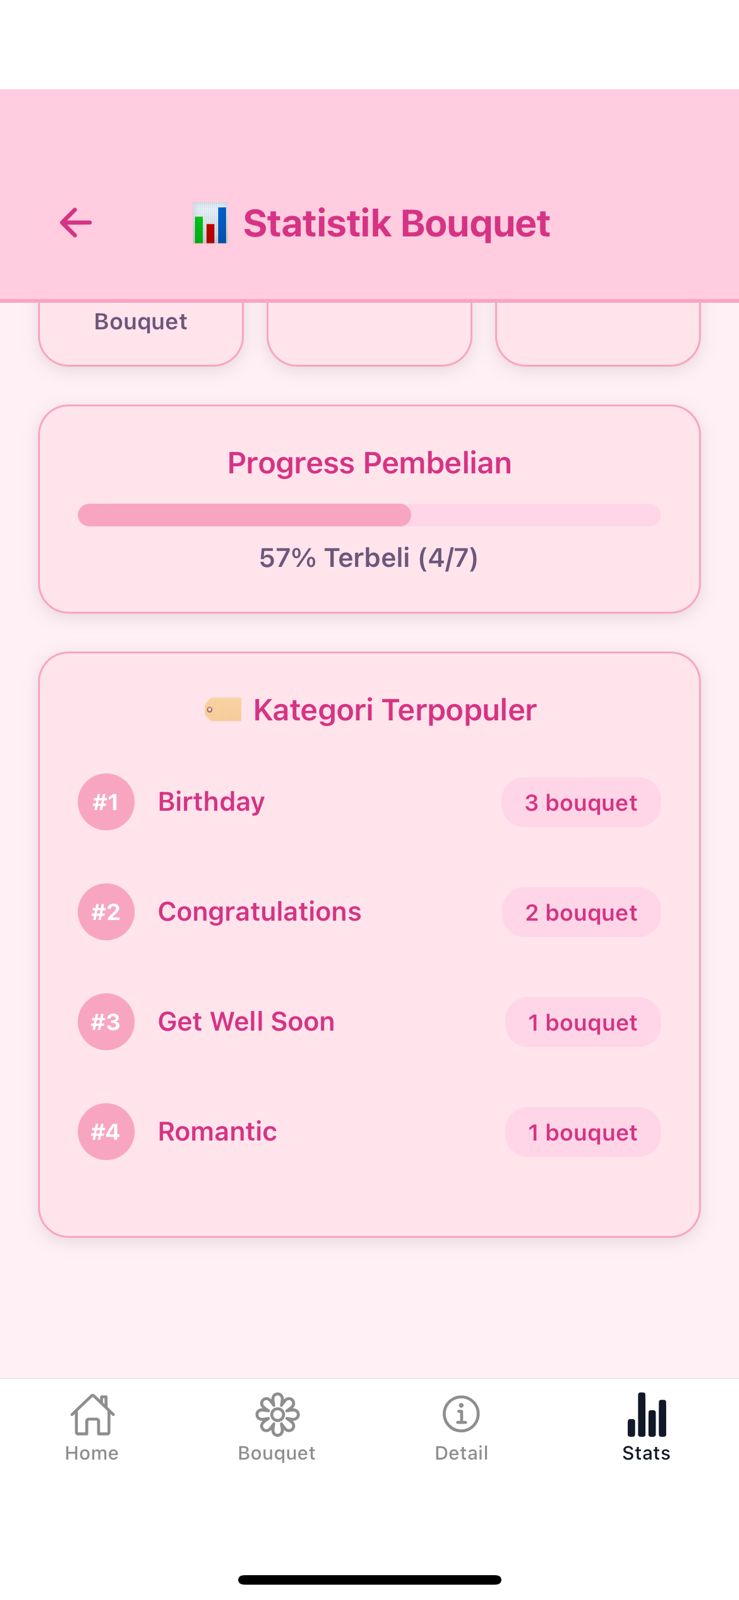 📊 Statistik Bouquet
Bouquet
Progress Pembelian
57% Terbeli (4/7)
🏷️ Kategori Terpopuler
#1 Birthday 3 bouquet
#2 Congratulations 2 bouquet
#3 Get Well Soon 1 bouquet
#4 Romantic 1 bouquet
Home Bouquet Detail Stats